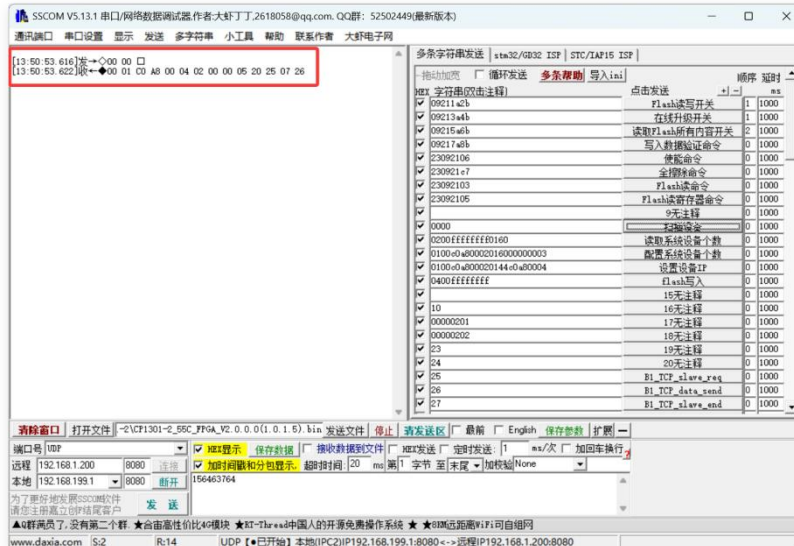 SSCOM V5.13.1 串口/网络数据调试器,作者:大虾丁丁,2618058@qq.com. QQ群: 52502449(最新版本)
通讯端口 串口设置 显示 发送 多字符串 小工具 帮助 联系作者 大虾电子网
[13:50:53.616]发→◇00 00 □
[13:50:53.622]收←◆00 01 C0 A8 00 04 02 00 00 05 20 25 07 26
多条字符串发送 stm32/GD32 ISP STC/IAP15 ISP
拖动加宽 循环发送 多条帮助 导入ini 顺序 延时
HEX 字符串(双击注释) 点击发送 + - ms
09211a2b Flash读写开关 1 1000
09213a4b 在线升级开关 1 1000
09215a6b 读取Flash所有内容开关 2 1000
09217a8b 写入数据验证命令 0 1000
23092106 使能命令 0 1000
230921c7 全擦除命令 0 1000
23092103 Flash读命令 0 1000
23092105 Flash读寄存器命令 0 1000
9无注释 0 1000
0000 扫描设备 0 1000
0200ffffffff0160 读取系统设备个数 0 1000
0100c0a80002016000000003 配置系统设备个数 0 1000
0100c0a800020144c0a80004 设置设备IP 0 1000
0400ffffffff flash写入 0 1000
15无注释 0 1000
10 16无注释 0 1000
00000201 17无注释 0 1000
00000202 18无注释 0 1000
23 19无注释 0 1000
24 20无注释 0 1000
25 B1_TCP_slave_req 0 1000
26 B1_TCP_data_send 0 1000
27 B1_TCP_slave_end 0 1000
清除窗口 打开文件 -2\CP1301-2_55C_FPGA_V2.0.0.0(1.0.1.5).bin 发送文件 停止 清发送区 最前 English 保存参数 扩展 —
端口号 UDP HEX显示 保存数据 接收数据到文件 HEX发送 定时发送: 1 ms/次 加回车换行
远程 192.168.1.200 8080 连接 加时间戳和分包显示, 超时时间: 20 ms 第1 字节 至 末尾 加校验 None
本地 192.168.199.1 8080 断开 156463764
为了更好地发展SSCOM软件
请您注册嘉立创F结尾客户
发 送
▲Q群满员了,没有第二个群. ★合宙高性价比4G模块 ★RT-Thread中国人的开源免费操作系统 ★ ★8KM远距离WiFi可自组网
www.daxia.com S:2 R:14 UDP [●已开始] 本地(IPC2)IP192.168.199.1:8080<->远程IP192.168.1.200:8080